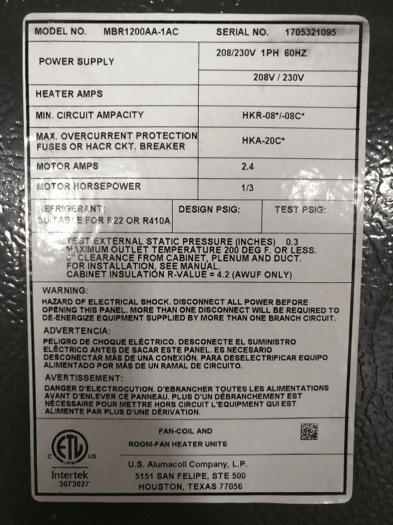 MODEL NO. MBR1200AA-1AC SERIAL NO. 1705321095
POWER SUPPLY 208/230V 1PH 60HZ
208V / 230V
HEATER AMPS
MIN. CIRCUIT AMPACITY HKR-08*/-08C*
MAX. OVERCURRENT PROTECTION
FUSES OR HACR CKT. BREAKER HKA-20C*
MOTOR AMPS 2.4
MOTOR HORSEPOWER 1/3
REFRIGERANT: DESIGN PSIG: TEST PSIG:
SUITABLE FOR R22 OR R410A
TEST EXTERNAL STATIC PRESSURE (INCHES) 0.3
MAXIMUM OUTLET TEMPERATURE 200 DEG F. OR LESS.
CLEARANCE FROM CABINET, PLENUM AND DUCT.
FOR INSTALLATION, SEE MANUAL.
CABINET INSULATION R-VALUE = 4.2 (AWUF ONLY)
WARNING:
HAZARD OF ELECTRICAL SHOCK. DISCONNECT ALL POWER BEFORE
OPENING THIS PANEL. MORE THAN ONE DISCONNECT WILL BE REQUIRED TO
DE-ENERGIZE EQUIPMENT SUPPLIED BY MORE THAN ONE BRANCH CIRCUIT.
ADVERTENCIA:
PELIGRO DE CHOQUE ELÉCTRICO. DESCONECTE EL SUMINISTRO
ELÉCTRICO ANTES DE SACAR ESTE PANEL. ES NECESARIO
DESCONECTAR MÁS DE UNA CONEXIÓN. PARA DESELECTRIFICAR EQUIPO
ALIMENTADO POR MÁS DE UN RAMAL DE CIRCUITO.
AVERTISSEMENT:
DANGER D'ELECTROCUTION. D'EBRANCHER TOUTES LES ALIMENTATIONS
AVANT D'ENLEVER CE PANNEAU. PLUS D'UN DÉBRANCHEMENT EST
NÉCESSAIRE POUR METTRE HORS CIRCUIT L'EQUIPMENT QUI EST
ALIMENTE PAR PLUS D'UNE DÉRIVATION.
FAN-COIL AND
ROOM-FAN HEATER UNITS
C ETL US
Intertek
3073027
U.S. Alumacoil Company, L.P.
5151 SAN FELIPE, STE 500
HOUSTON, TEXAS 77056